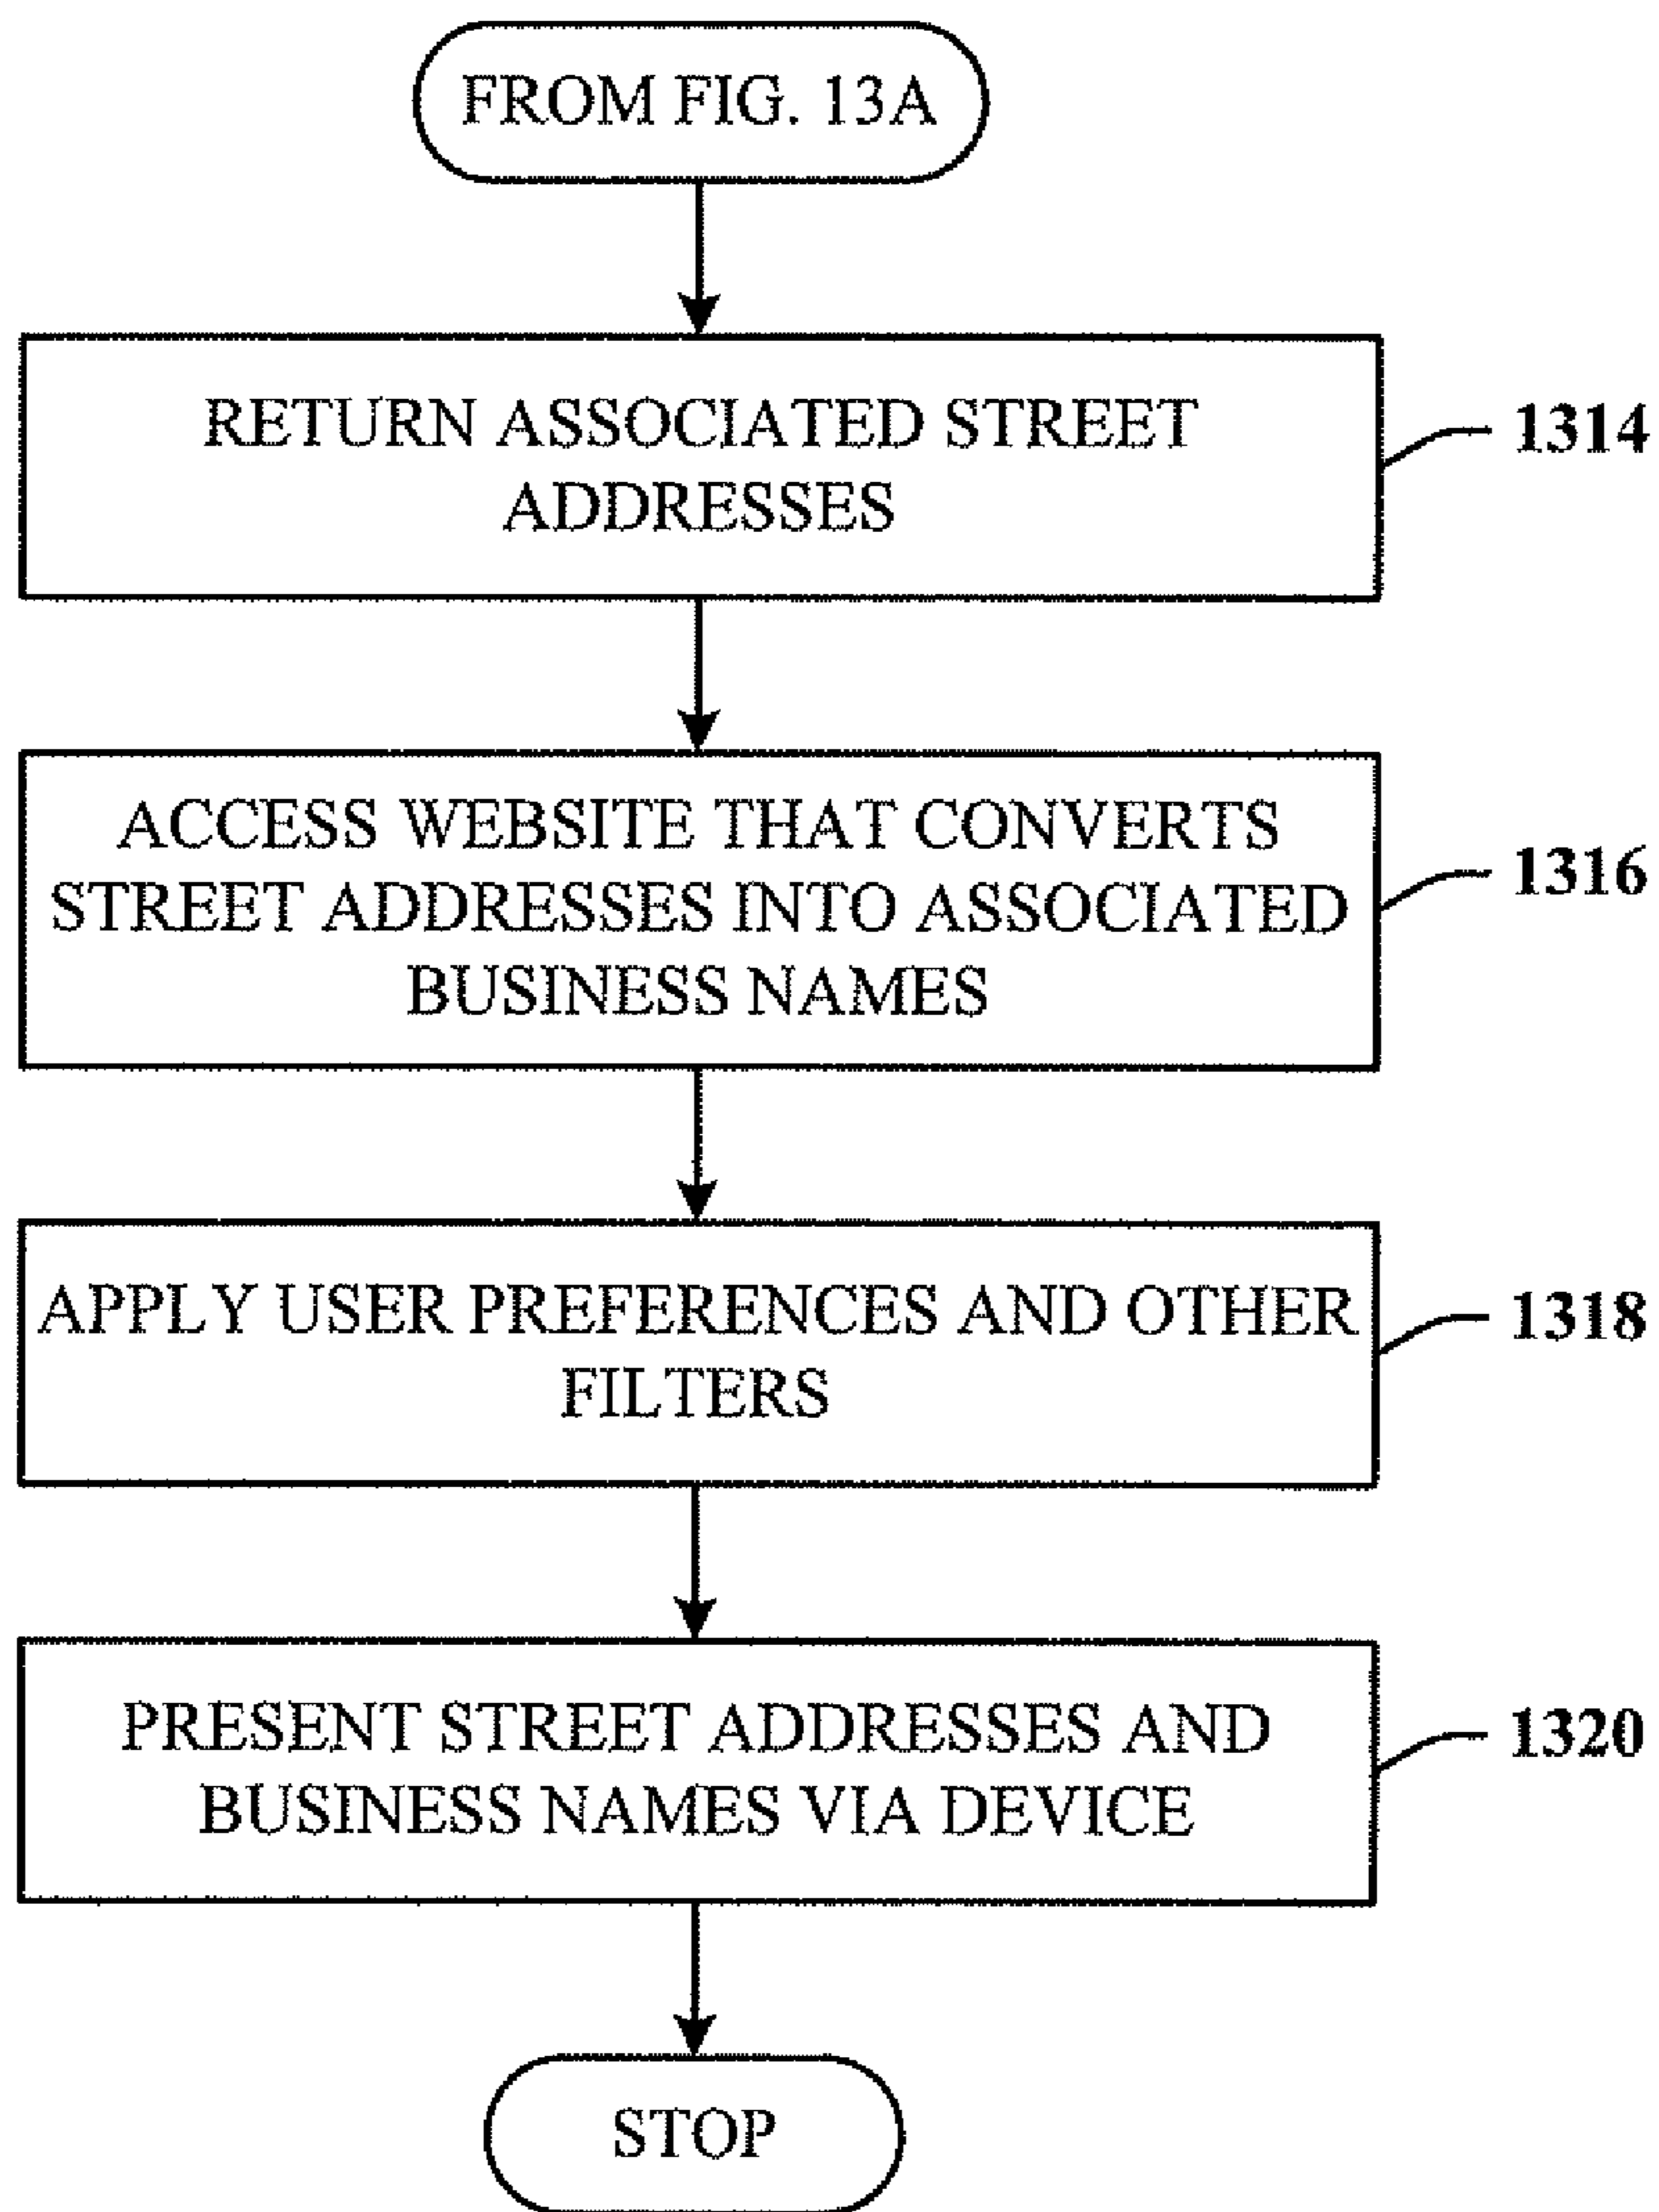 FROM FIG. 13A
RETURN ASSOCIATED STREET
ADDRESSES
1314
ACCESS WEBSITE THAT CONVERTS
STREET ADDRESSES INTO ASSOCIATED
BUSINESS NAMES
1316
APPLY USER PREFERENCES AND OTHER
FILTERS
1318
PRESENT STREET ADDRESSES AND
BUSINESS NAMES VIA DEVICE
1320
STOP